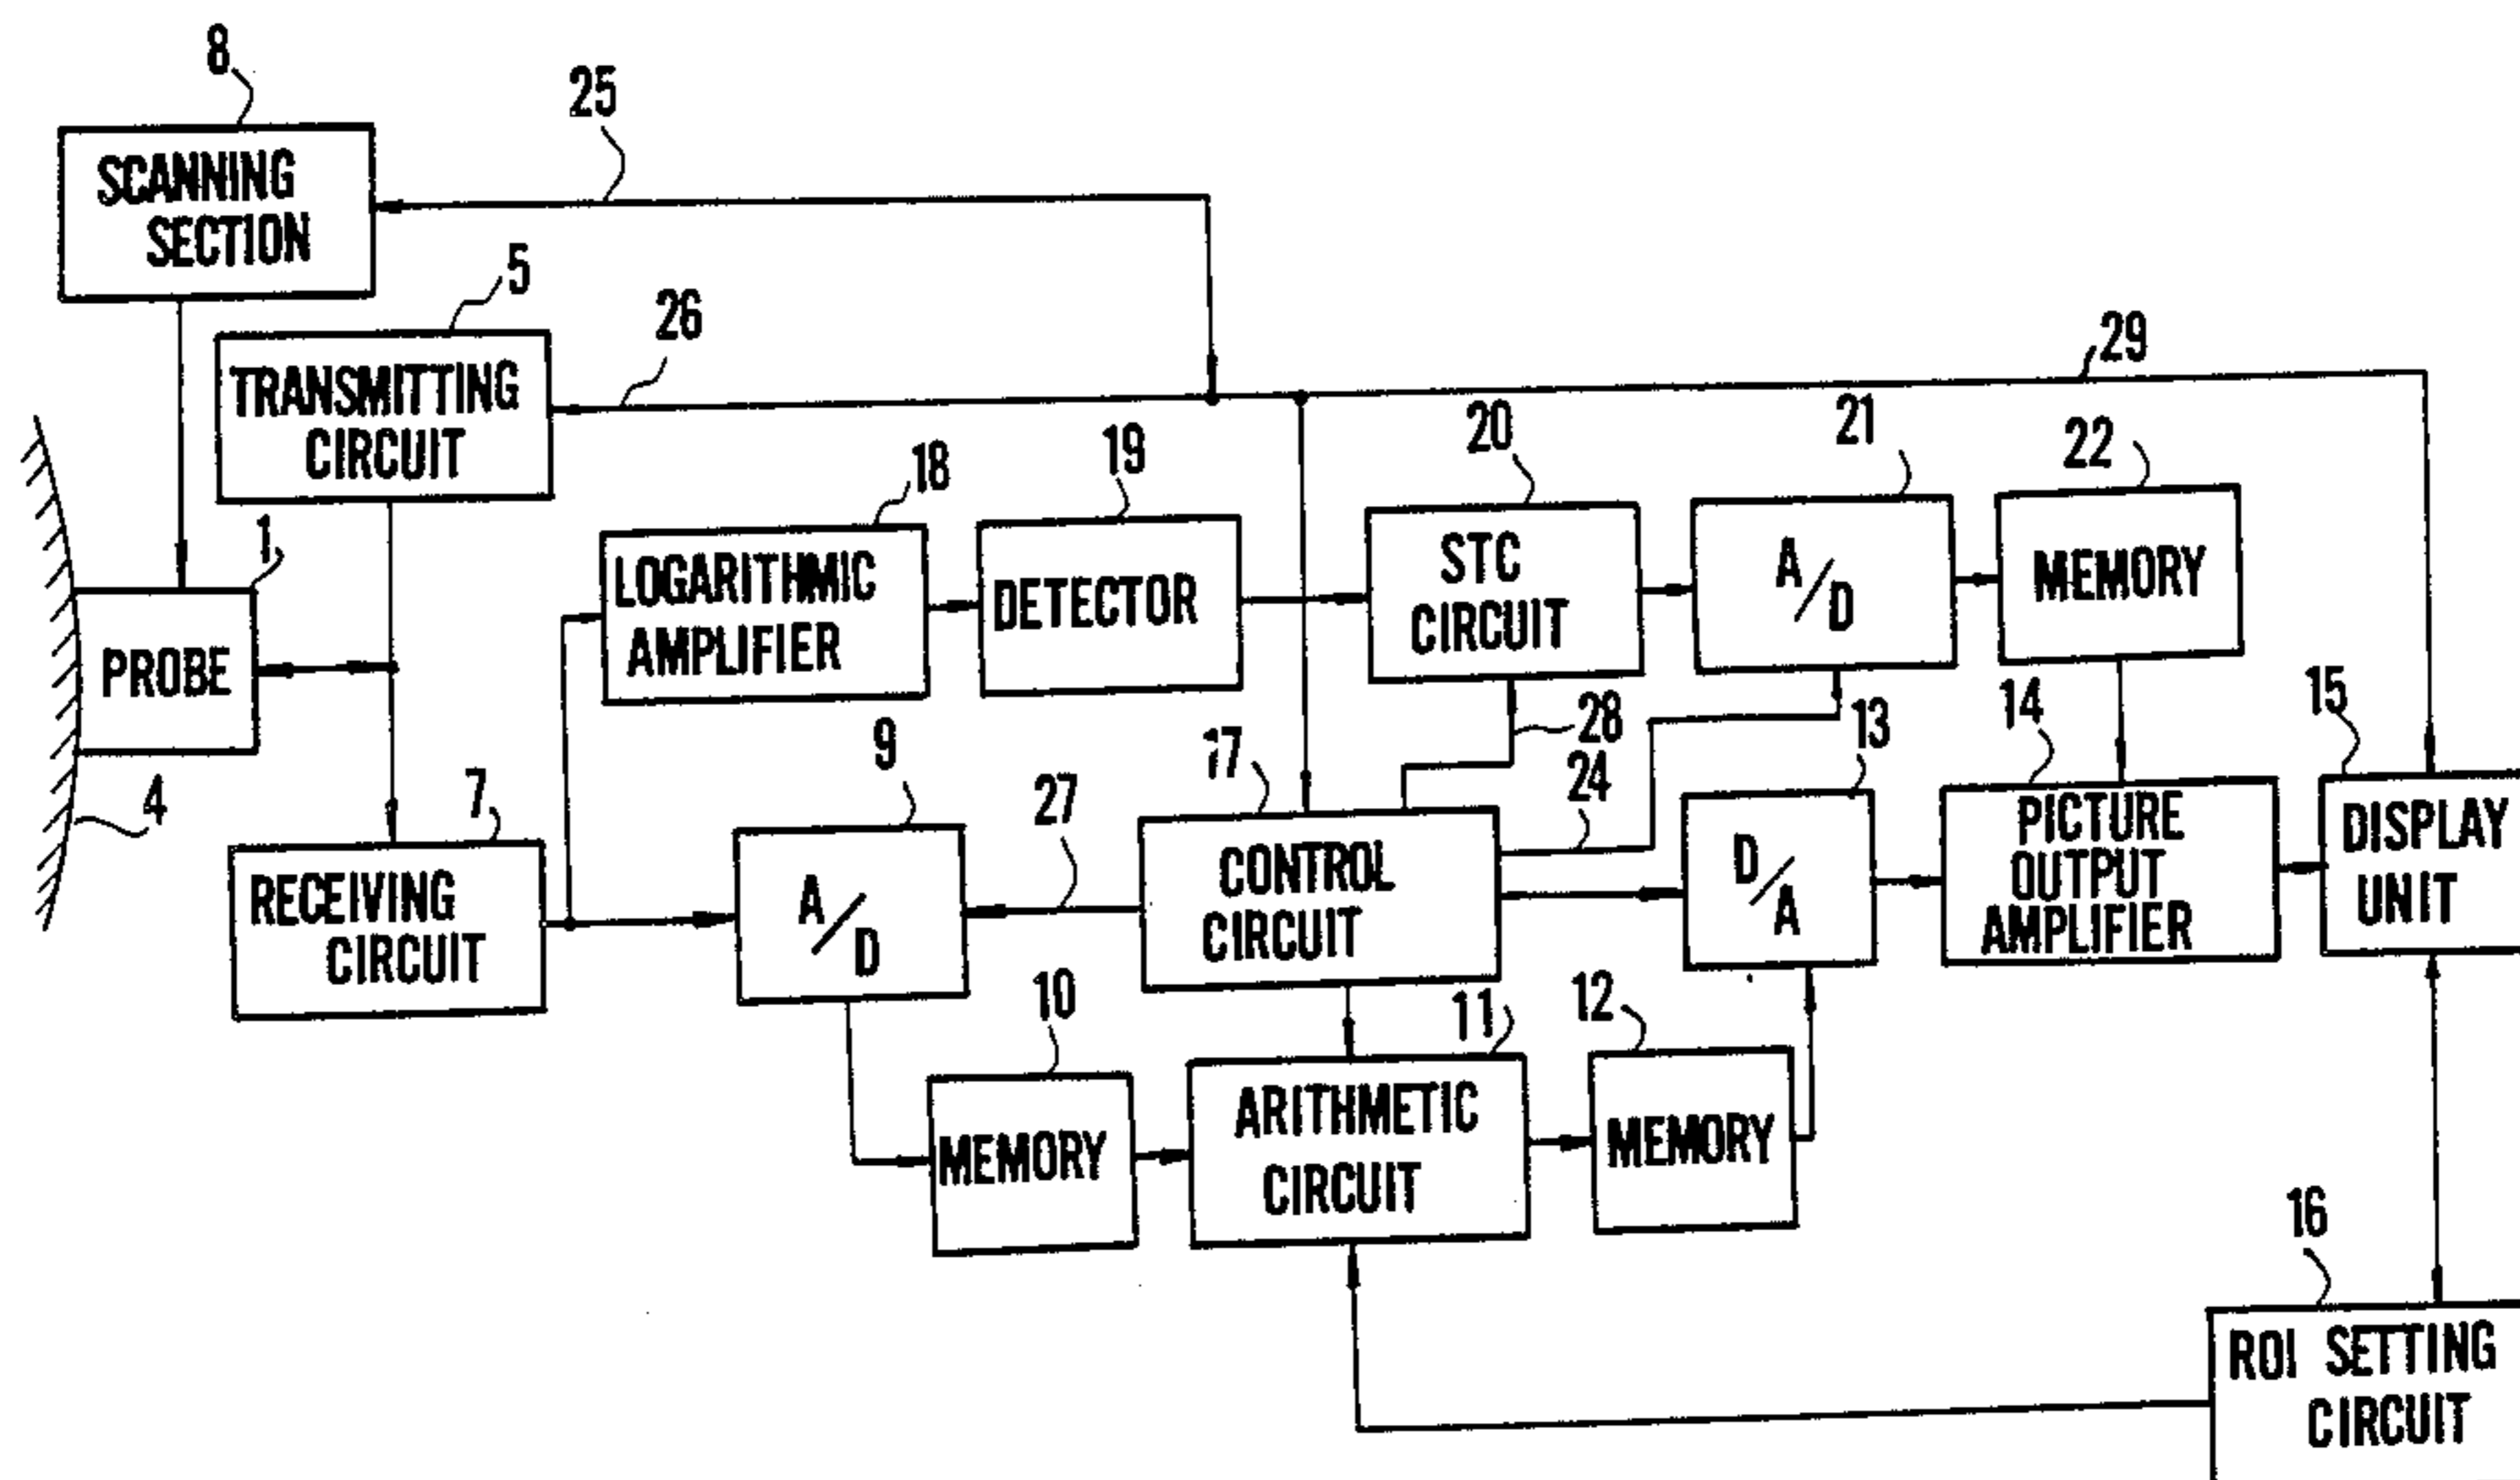 8
25
SCANNING
SECTION
5
26
29
TRANSMITTING
CIRCUIT
18
19
20
21
22
1
LOGARITHMIC
AMPLIFIER
DETECTOR
STC
CIRCUIT
A/D
MEMORY
PROBE
4
7
9
27
17
28
24
13
14
15
RECEIVING
CIRCUIT
A/D
CONTROL
CIRCUIT
D/A
PICTURE
OUTPUT
AMPLIFIER
DISPLAY
UNIT
10
11
12
MEMORY
ARITHMETIC
CIRCUIT
MEMORY
16
ROI SETTING
CIRCUIT